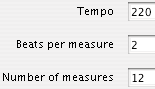 Tempo 220
Beats per measure 2
Number of measures 12